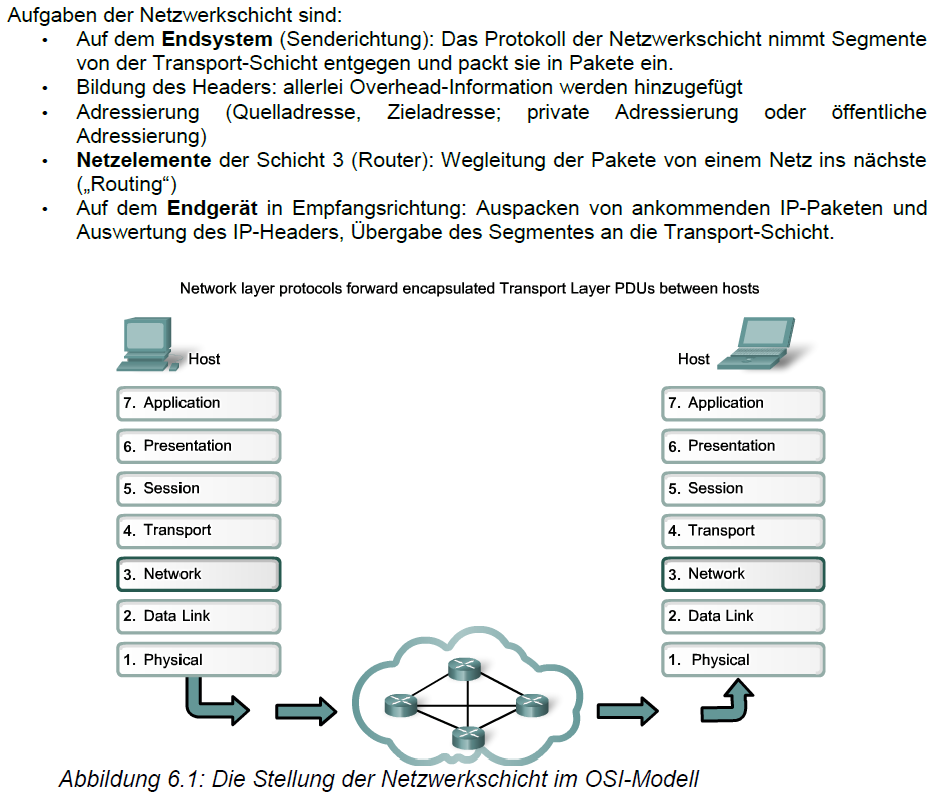 Aufgaben der Netzwerkschicht sind:
• Auf dem Endsystem (Senderichtung): Das Protokoll der Netzwerkschicht nimmt Segmente
von der Transport-Schicht entgegen und packt sie in Pakete ein.
• Bildung des Headers: allerlei Overhead-Information werden hinzugefügt
• Adressierung (Quelladresse, Zieladresse; private Adressierung oder öffentliche
Adressierung)
• Netzelemente der Schicht 3 (Router): Wegleitung der Pakete von einem Netz ins nächste
(„Routing“)
• Auf dem Endgerät in Empfangsrichtung: Auspacken von ankommenden IP-Paketen und
Auswertung des IP-Headers, Übergabe des Segmentes an die Transport-Schicht.
Network layer protocols forward encapsulated Transport Layer PDUs between hosts
Host
7. Application
6. Presentation
5. Session
4. Transport
3. Network
2. Data Link
1. Physical
Host
7. Application
6. Presentation
5. Session
4. Transport
3. Network
2. Data Link
1. Physical
Abbildung 6.1: Die Stellung der Netzwerkschicht im OSI-Modell